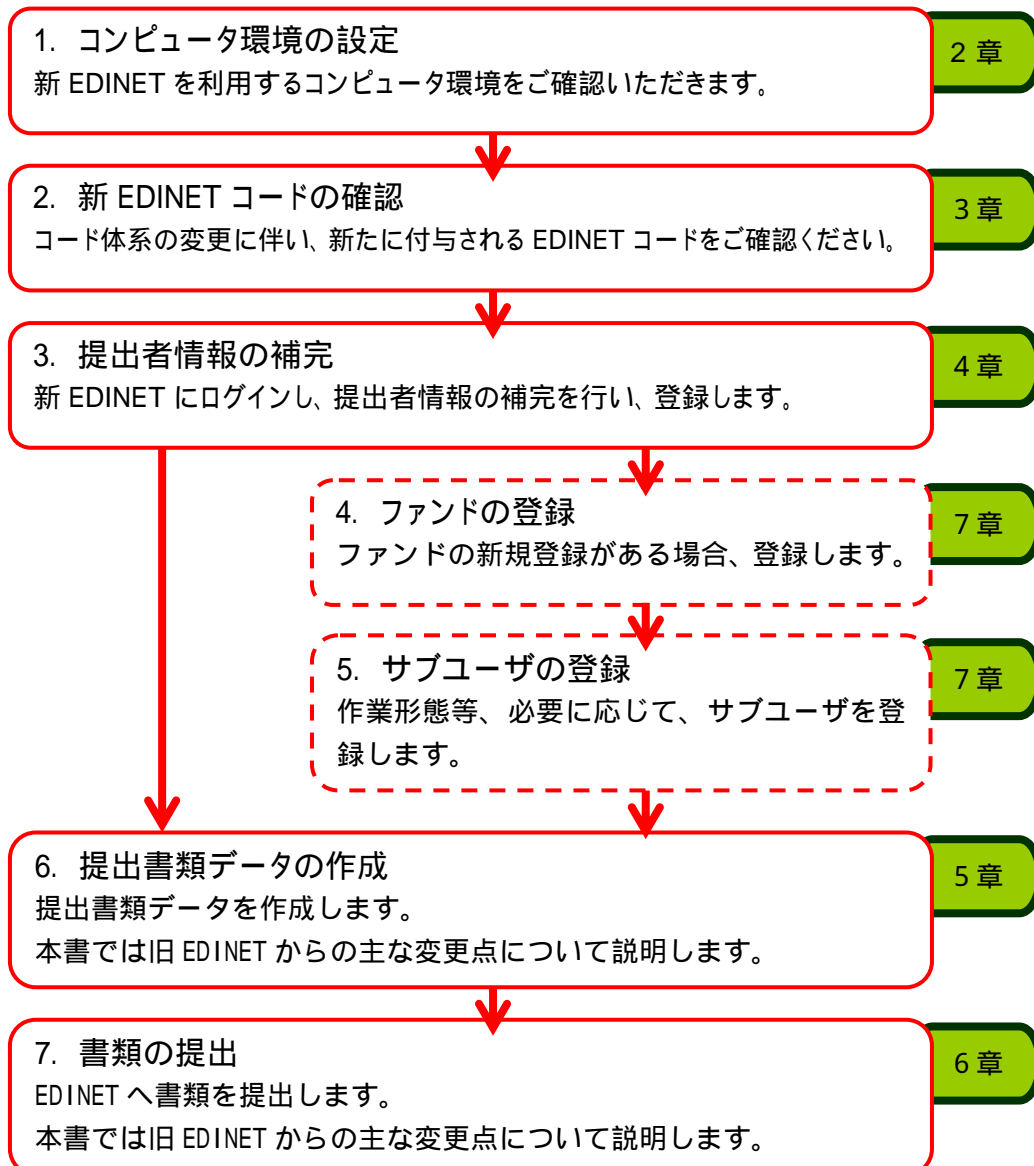 1. コンピュータ環境の設定
2章
新 EDINET を利用するコンピュータ環境をご確認いただきます。
2. 新 EDINET コードの確認
3章
コード体系の変更に伴い、新たに付与される EDINET コードをご確認ください。
3. 提出者情報の補完
4章
新 EDINET にログインし、提出者情報の補完を行い、登録します。
4. ファンドの登録
7章
ファンドの新規登録がある場合、登録します。
5. サブユーザの登録
7章
作業形態等、必要に応じて、サブユーザを登
録します。
6. 提出書類データの作成
5章
提出書類データを作成します。
本書では旧 EDINET からの主な変更点について説明します。
7. 書類の提出
6章
EDINET へ書類を提出します。
本書では旧 EDINET からの主な変更点について説明します。